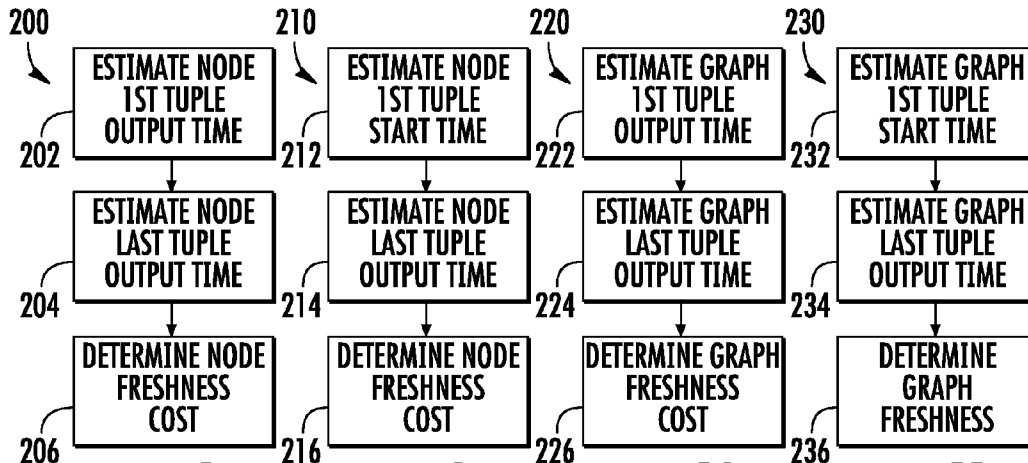 200
ESTIMATE NODE
1ST TUPLE
OUTPUT TIME
202
ESTIMATE NODE
LAST TUPLE
OUTPUT TIME
204
DETERMINE NODE
FRESHNESS
COST
206
210
ESTIMATE NODE
1ST TUPLE
START TIME
212
ESTIMATE NODE
LAST TUPLE
OUTPUT TIME
214
DETERMINE NODE
FRESHNESS
COST
216
220
ESTIMATE GRAPH
1ST TUPLE
OUTPUT TIME
222
ESTIMATE GRAPH
LAST TUPLE
OUTPUT TIME
224
DETERMINE GRAPH
FRESHNESS
COST
226
230
ESTIMATE GRAPH
1ST TUPLE
START TIME
232
ESTIMATE GRAPH
LAST TUPLE
OUTPUT TIME
234
DETERMINE
GRAPH
FRESHNESS
236